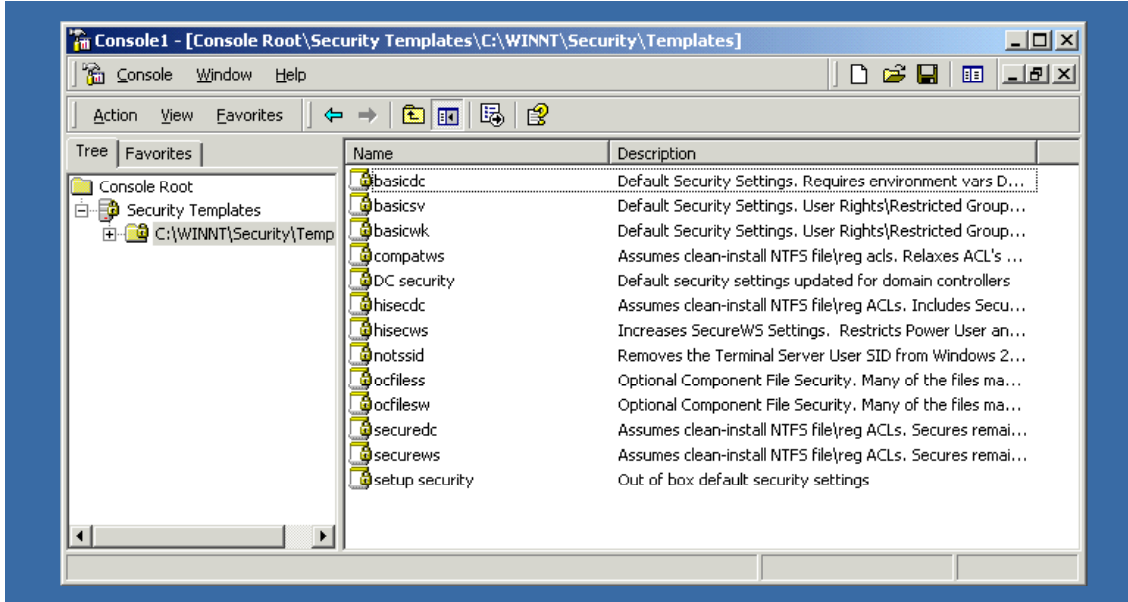 Console1 - [Console Root\Security Templates\C:\WINNT\Security\Templates]
Console Window Help
Action View Favorites
Tree Favorites
Name Description
Console Root
Security Templates
C:\WINNT\Security\Temp
basicdc Default Security Settings. Requires environment vars D...
basicsv Default Security Settings. User Rights\Restricted Group...
basicwk Default Security Settings. User Rights\Restricted Group...
compatws Assumes clean-install NTFS file\reg acls. Relaxes ACL's ...
DC security Default security settings updated for domain controllers
hisecdc Assumes clean-install NTFS file\reg ACLs. Includes Secu...
hisecws Increases SecureWS Settings. Restricts Power User an...
notssid Removes the Terminal Server User SID from Windows 2...
ocfiless Optional Component File Security. Many of the files ma...
ocfilesw Optional Component File Security. Many of the files ma...
securedc Assumes clean-install NTFS file\reg ACLs. Secures remai...
securews Assumes clean-install NTFS file\reg ACLs. Secures remai...
setup security Out of box default security settings